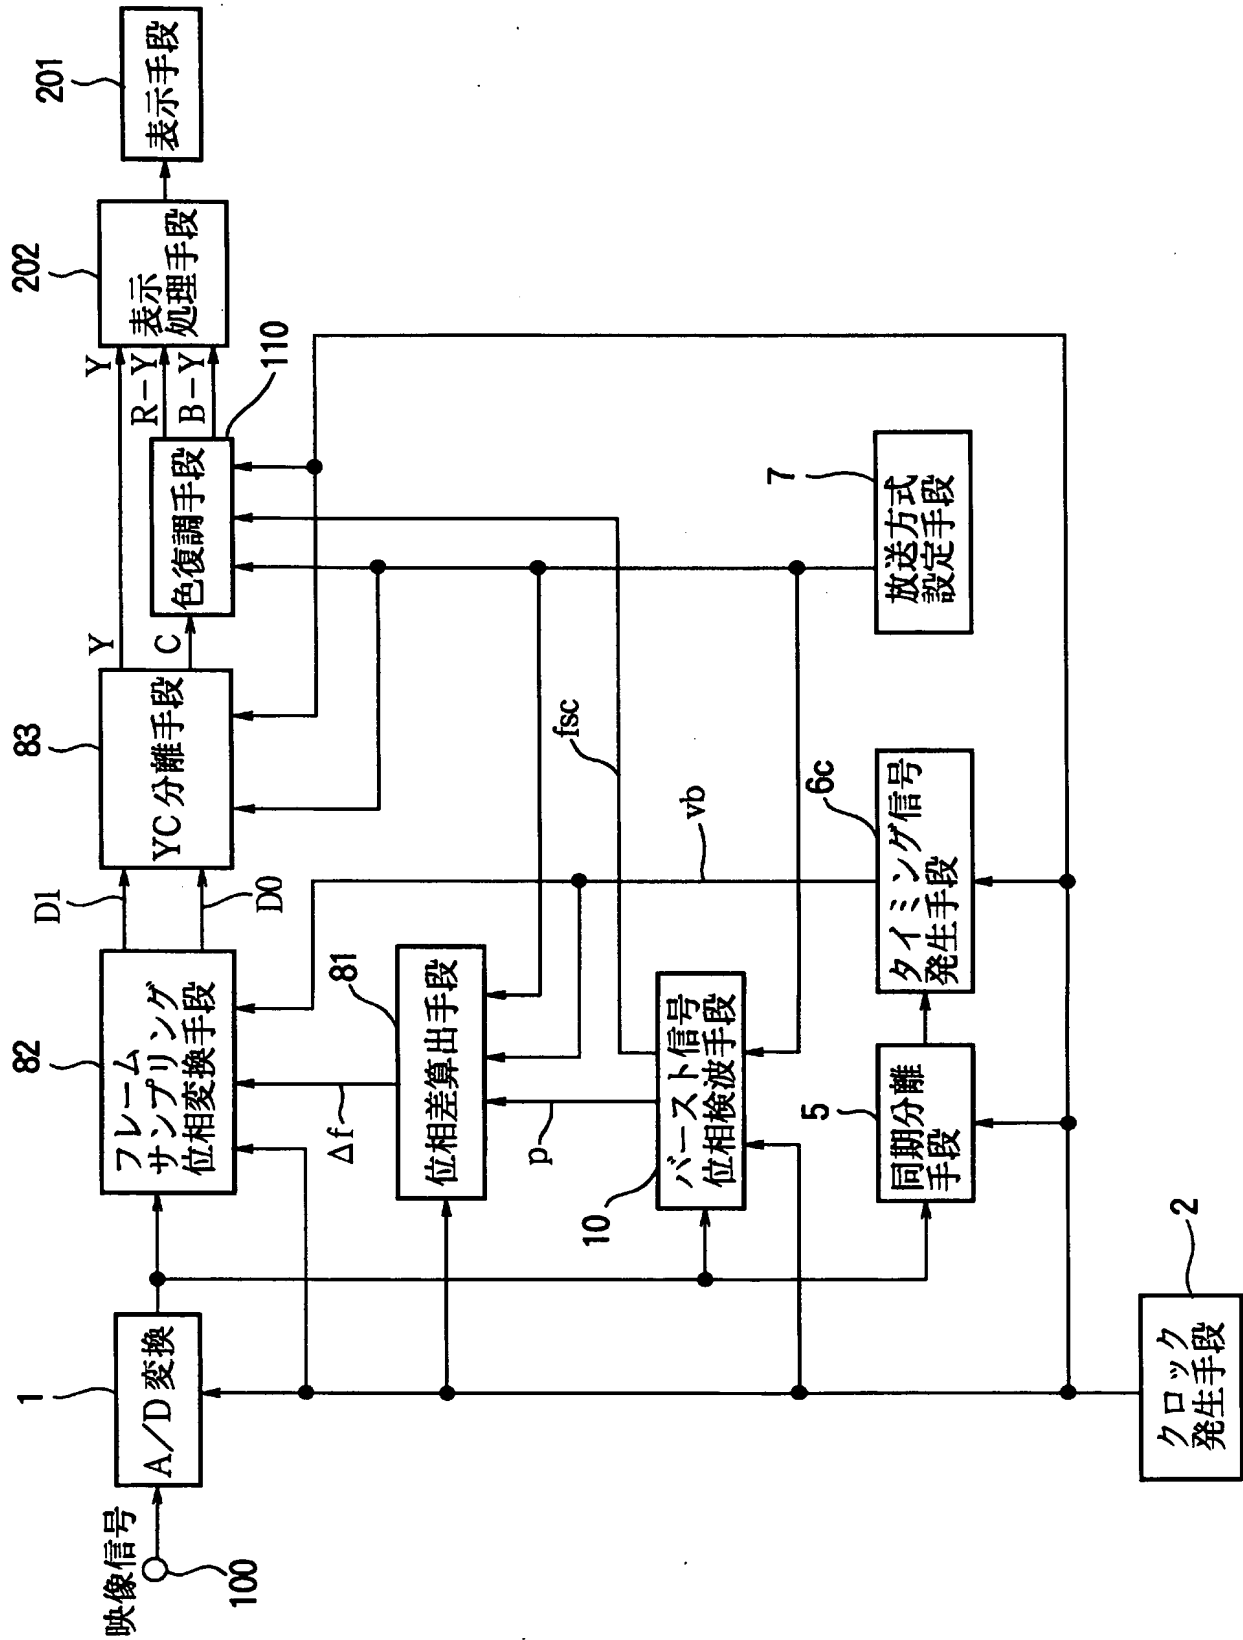 映像信号
100
1
A/D変換
82
フレーム
サンプリング
位相変換手段
D1
D0
83
YC分離手段
Y
C
色復調手段
110
Y
R−Y
B−Y
202
表示
処理手段
201
表示手段
Δf
81
位相差算出手段
p
10
バースト信号
位相検波手段
fsc
vb
5
同期分離
手段
6c
タイミング信号
発生手段
7
放送方式
設定手段
2
クロック
発生手段